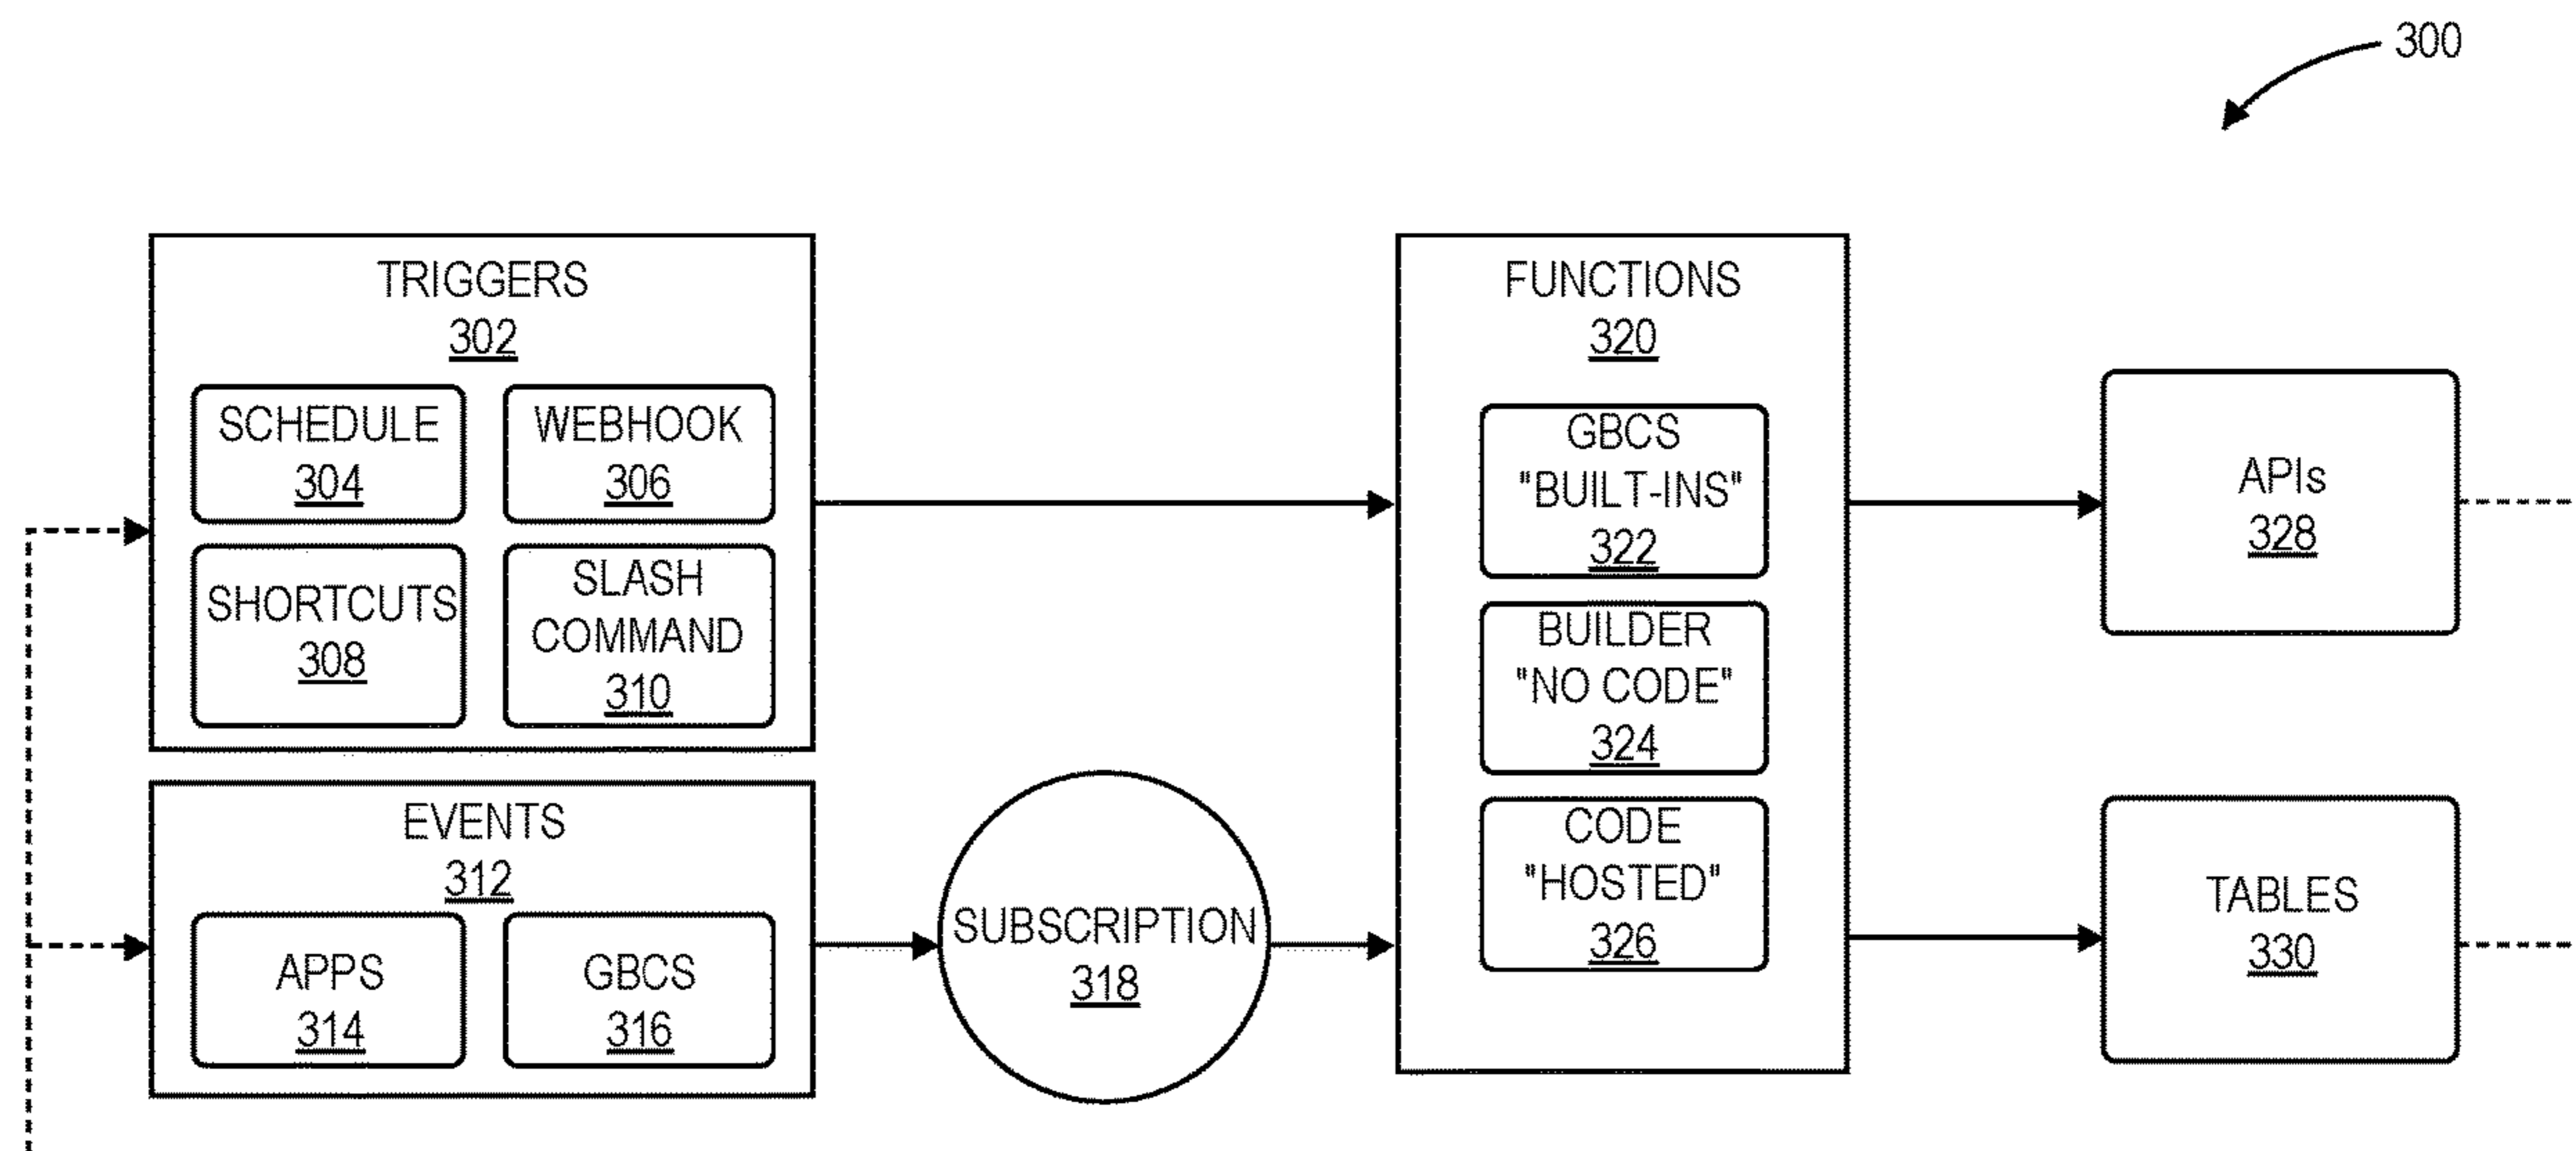 300
TRIGGERS
302
SCHEDULE
304
WEBHOOK
306
SHORTCUTS
308
SLASH
COMMAND
310
EVENTS
312
APPS
314
GBCS
316
SUBSCRIPTION
318
FUNCTIONS
320
GBCS
"BUILT-INS"
322
BUILDER
"NO CODE"
324
CODE
"HOSTED"
326
APIs
328
TABLES
330